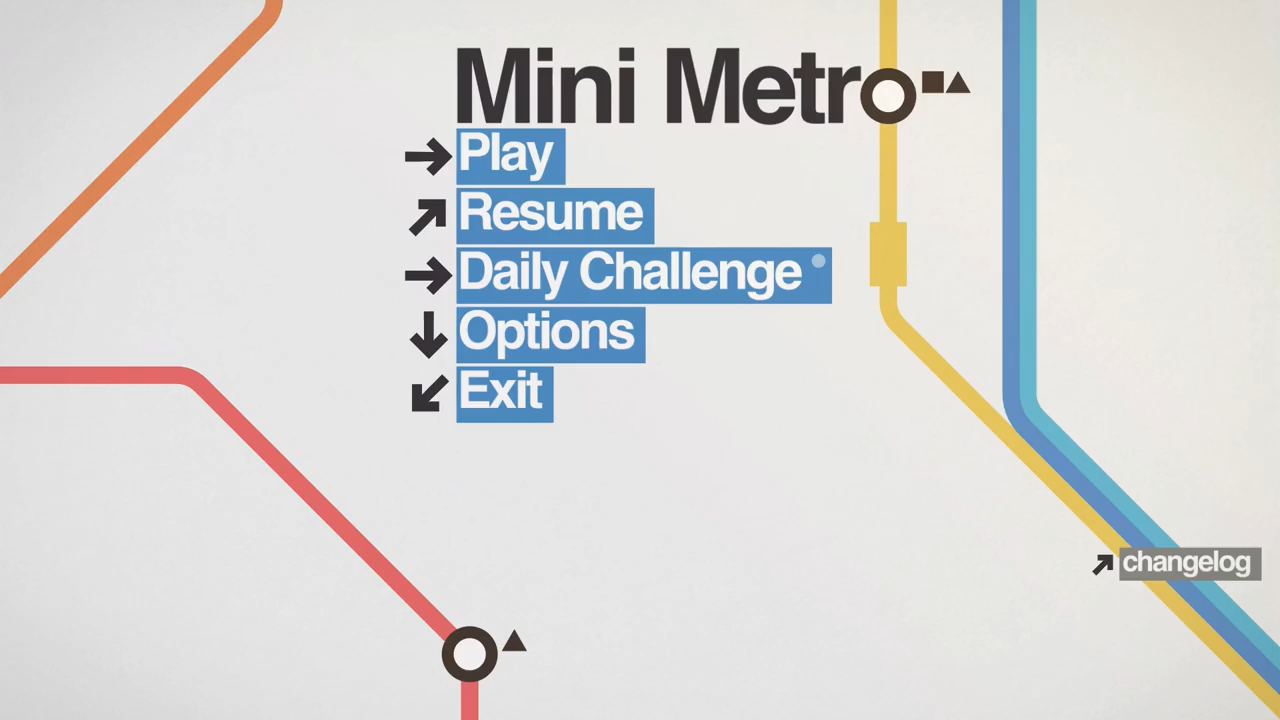 Mini Metro
Play
Resume
Daily Challenge
Options
Exit
changelog